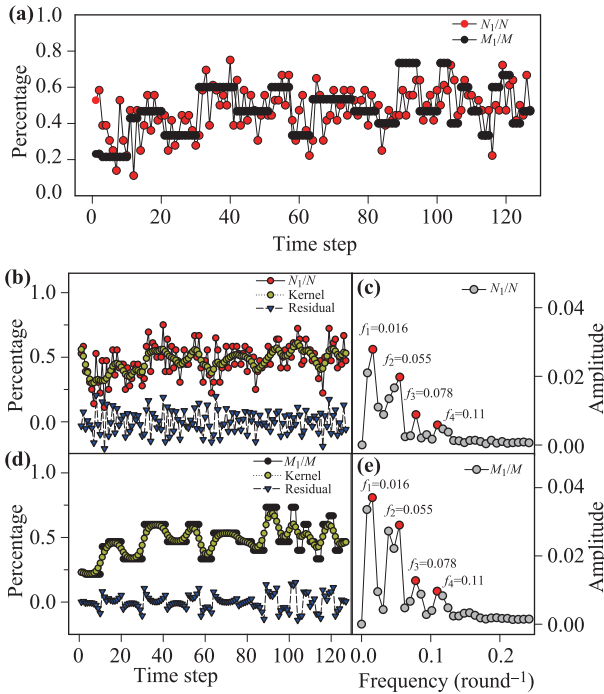 (a)
N₁/N
M₁/M
1.0
0.8
0.6
0.4
0.2
0.0
Percentage
0 20 40 60 80 100 120
Time step
(b)
N₁/N
Kernel
Residual
1.0
0.5
0.0
Percentage
(c)
N₁/N
f₁=0.016
f₂=0.055
f₃=0.078
f₄=0.11
0.04
0.02
0.00
Amplitude
(d)
M₁/M
Kernel
Residual
1.0
0.5
0.0
Percentage
0 20 40 60 80 100 120
Time step
(e)
M₁/M
f₁=0.016
f₂=0.055
f₃=0.078
f₄=0.11
0.04
0.02
0.00
Amplitude
0.0 0.1 0.2
Frequency (round⁻¹)